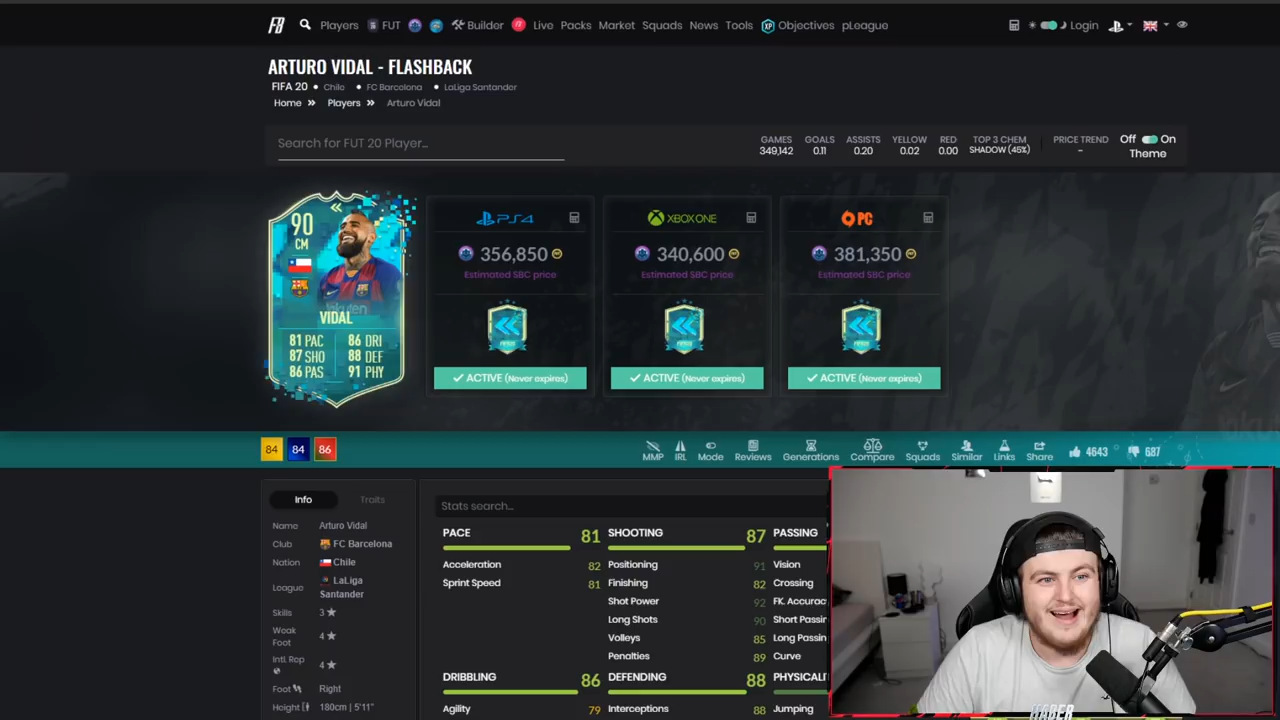 FB Players FUT Builder Live Packs Market Squads News Tools XP Objectives pLeague Login
ARTURO VIDAL - FLASHBACK
FIFA 20 • Chile • FC Barcelona • LaLiga Santander
Home » Players » Arturo Vidal
Search for FUT 20 Player...
GAMES GOALS ASSISTS YELLOW RED TOP 3 CHEM PRICE TREND Off On
349,142 0.11 0.20 0.02 0.00 SHADOW (45%) - Theme
90
CM
VIDAL
81 PAC 86 DRI
87 SHO 88 DEF
86 PAS 91 PHY
PS4 XBOX ONE PC
356,850 340,600 381,350
Estimated SBC price Estimated SBC price Estimated SBC price
ACTIVE (Never expires) ACTIVE (Never expires) ACTIVE (Never expires)
84 84 86
MMP IRL Mode Reviews Generations Compare Squads Similar Links Share 4643 687
Info Traits
Name Arturo Vidal
Club FC Barcelona
Nation Chile
League LaLiga Santander
Skills 3 ★
Weak Foot 4 ★
Intl. Rep 4 ★
Foot Right
Height 180cm | 5'11"
Stats search...
PACE 81
Acceleration 82
Sprint Speed 81
SHOOTING 87
Positioning 91
Finishing 82
Shot Power 92
Long Shots 90
Volleys 85
Penalties 89
PASSING
Vision
Crossing
FK. Accurac
Short Passin
Long Passin
Curve
DRIBBLING 86
Agility 79
DEFENDING 88
Interceptions 88
PHYSICALI
Jumping